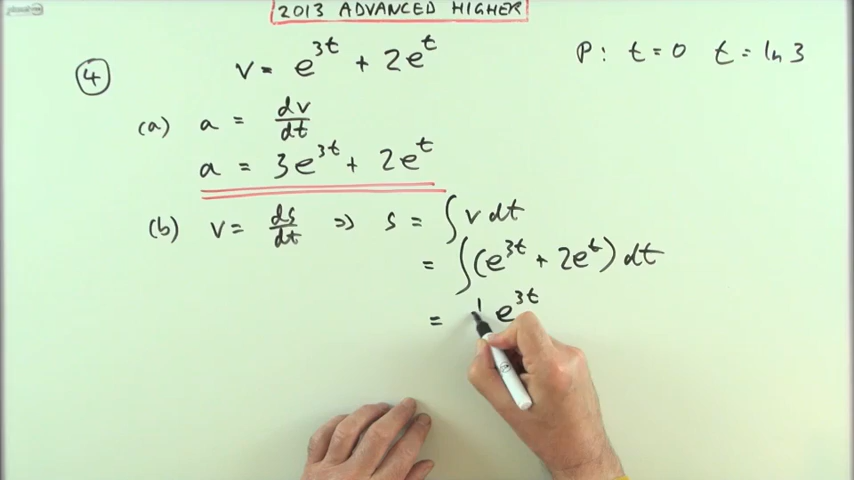 2013 ADVANCED HIGHER
④ v = e^{3t} + 2e^{t} P: t = 0 t = ln 3
(a) a = dv/dt
a = 3e^{3t} + 2e^{t}
(b) v = ds/dt ⇒ s = ∫ v dt
= ∫(e^{3t} + 2e^{t}) dt
= 1 e^{3t}